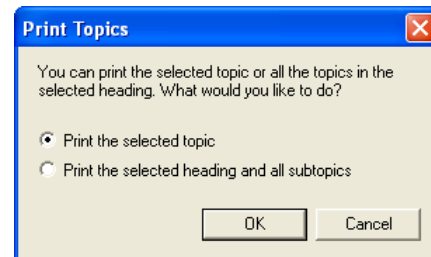 Print Topics
You can print the selected topic or all the topics in the
selected heading. What would you like to do?
Print the selected topic
Print the selected heading and all subtopics
OK
Cancel